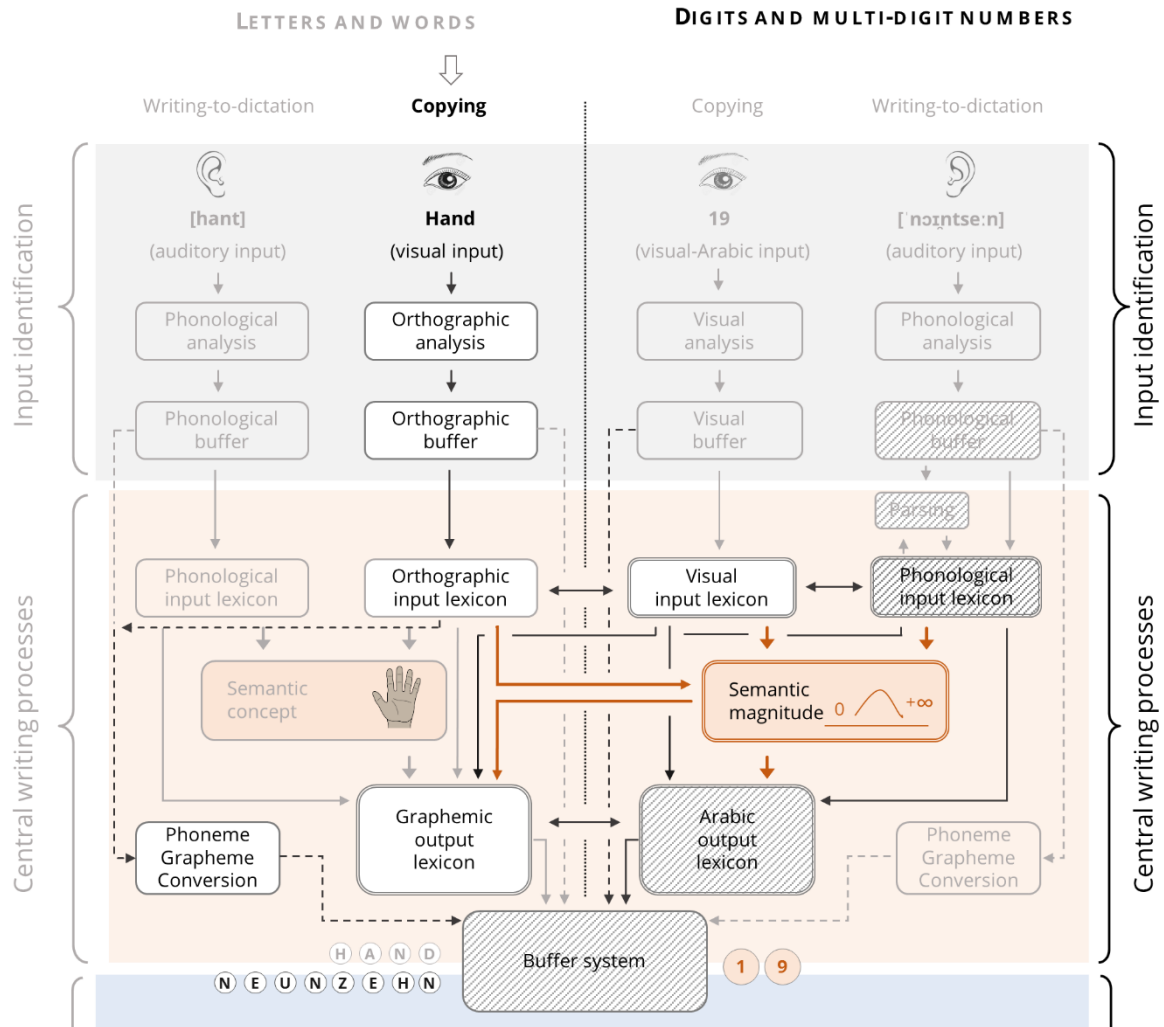 LETTERS AND WORDS
DIGITS AND MULTI-DIGIT NUMBERS
Writing-to-dictation
Copying
Copying
Writing-to-dictation
Input identification
[hant]
(auditory input)
Hand
(visual input)
19
(visual-Arabic input)
[ˈnɔɪ̯ntseːn]
(auditory input)
Input identification
Phonological
analysis
Orthographic
analysis
Visual
analysis
Phonological
analysis
Phonological
buffer
Orthographic
buffer
Visual
buffer
Phonological
buffer
Parsing
Central writing processes
Phonological
input lexicon
Orthographic
input lexicon
Visual
input lexicon
Phonological
input lexicon
Central writing processes
Semantic
concept
Semantic
magnitude
0
+∞
Graphemic
output
lexicon
Arabic
output
lexicon
Phoneme
Grapheme
Conversion
Phoneme
Grapheme
Conversion
Buffer system
H A N D
N E U N Z E H N
1 9